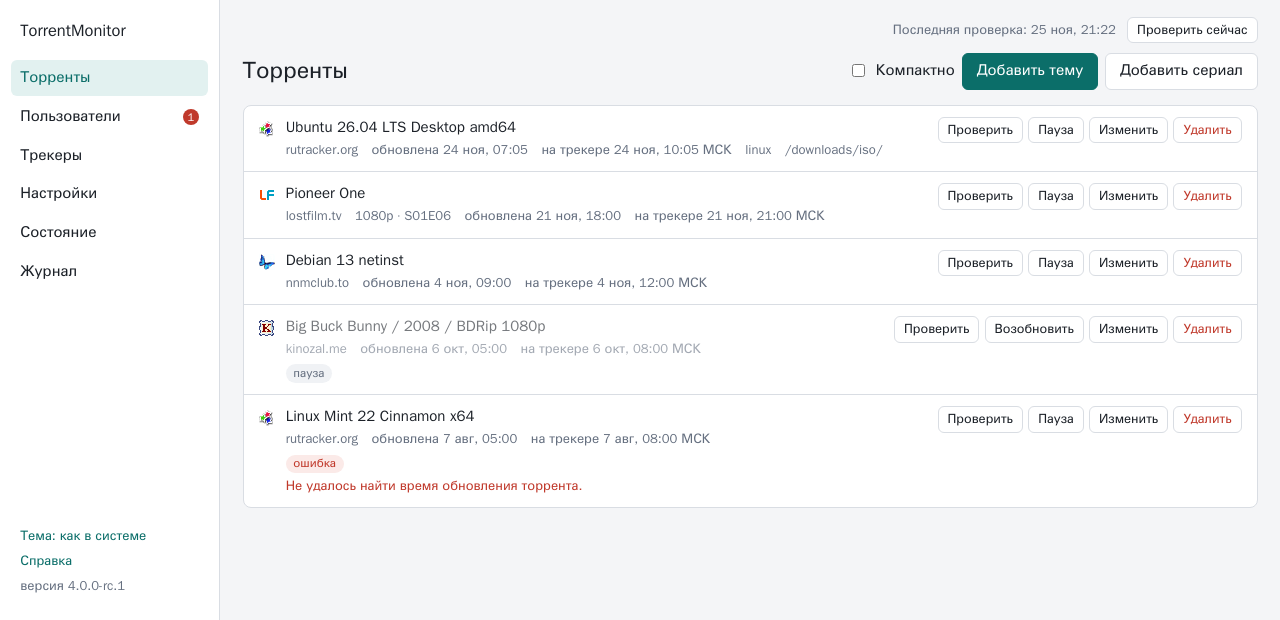 TorrentMonitor
Торренты
Пользователи 1
Трекеры
Настройки
Состояние
Журнал
Тема: как в системе
Справка
версия 4.0.0-rc.1
Последняя проверка: 25 ноя, 21:22 Проверить сейчас
Торренты Компактно Добавить тему Добавить сериал
Ubuntu 26.04 LTS Desktop amd64 Проверить Пауза Изменить Удалить
rutracker.org обновлена 24 ноя, 07:05 на трекере 24 ноя, 10:05 МСК linux /downloads/iso/
LF Pioneer One Проверить Пауза Изменить Удалить
lostfilm.tv 1080p · S01E06 обновлена 21 ноя, 18:00 на трекере 21 ноя, 21:00 МСК
Debian 13 netinst Проверить Пауза Изменить Удалить
nnmclub.to обновлена 4 ноя, 09:00 на трекере 4 ноя, 12:00 МСК
K Big Buck Bunny / 2008 / BDRip 1080p Проверить Возобновить Изменить Удалить
kinozal.me обновлена 6 окт, 05:00 на трекере 6 окт, 08:00 МСК
пауза
Linux Mint 22 Cinnamon x64 Проверить Пауза Изменить Удалить
rutracker.org обновлена 7 авг, 05:00 на трекере 7 авг, 08:00 МСК
ошибка
Не удалось найти время обновления торрента.